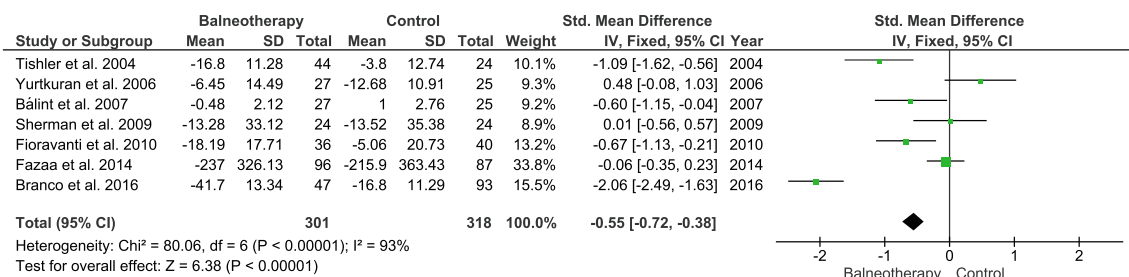 Balneotherapy Control Std. Mean Difference Std. Mean Difference
Study or Subgroup Mean SD Total Mean SD Total Weight IV, Fixed, 95% CI Year IV, Fixed, 95% CI
Tishler et al. 2004 -16.8 11.28 44 -3.8 12.74 24 10.1% -1.09 [-1.62, -0.56] 2004
Yurtkuran et al. 2006 -6.45 14.49 27 -12.68 10.91 25 9.3% 0.48 [-0.08, 1.03] 2006
Bálint et al. 2007 -0.48 2.12 27 1 2.76 25 9.2% -0.60 [-1.15, -0.04] 2007
Sherman et al. 2009 -13.28 33.12 24 -13.52 35.38 24 8.9% 0.01 [-0.56, 0.57] 2009
Fioravanti et al. 2010 -18.19 17.71 36 -5.06 20.73 40 13.2% -0.67 [-1.13, -0.21] 2010
Fazaa et al. 2014 -237 326.13 96 -215.9 363.43 87 33.8% -0.06 [-0.35, 0.23] 2014
Branco et al. 2016 -41.7 13.34 47 -16.8 11.29 93 15.5% -2.06 [-2.49, -1.63] 2016
Total (95% CI) 301 318 100.0% -0.55 [-0.72, -0.38]
Heterogeneity: Chi² = 80.06, df = 6 (P < 0.00001); I² = 93%
Test for overall effect: Z = 6.38 (P < 0.00001)
-2 -1 0 1 2
Balneotherapy Control